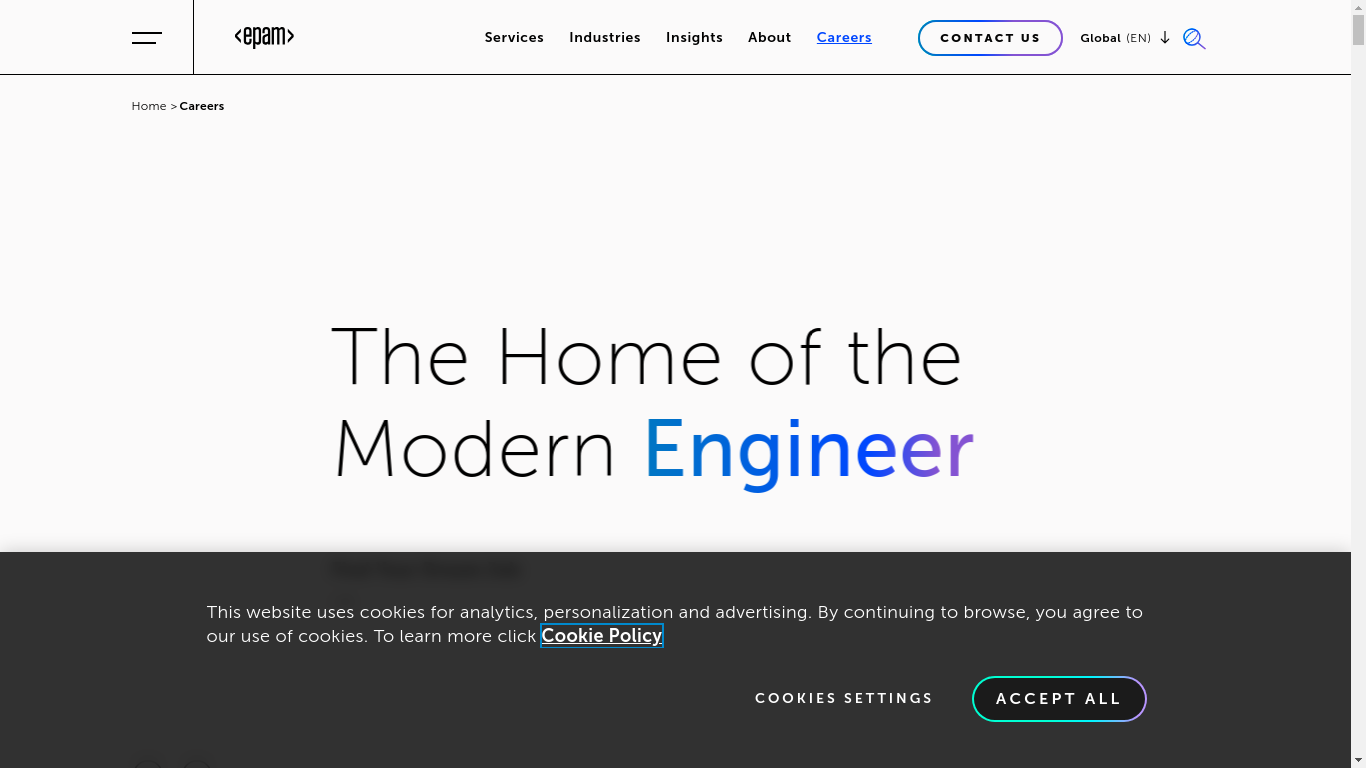 <epam>
Services Industries Insights About Careers CONTACT US Global (EN)
Home > Careers
The Home of the
Modern Engineer
This website uses cookies for analytics, personalization and advertising. By continuing to browse, you agree to
our use of cookies. To learn more click Cookie Policy
COOKIES SETTINGS ACCEPT ALL